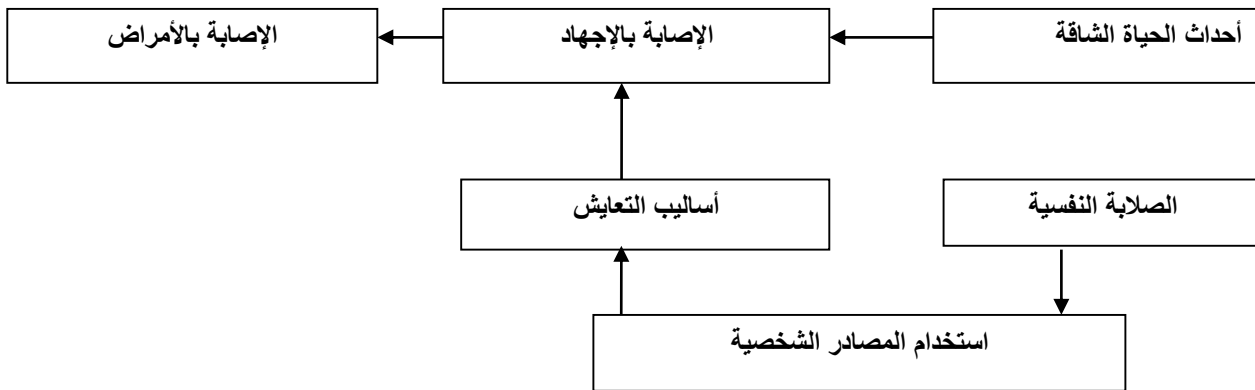 أحداث الحياة الشاقة
الإصابة بالإجهاد
الإصابة بالأمراض
الصلابة النفسية
أساليب التعايش
استخدام المصادر الشخصية